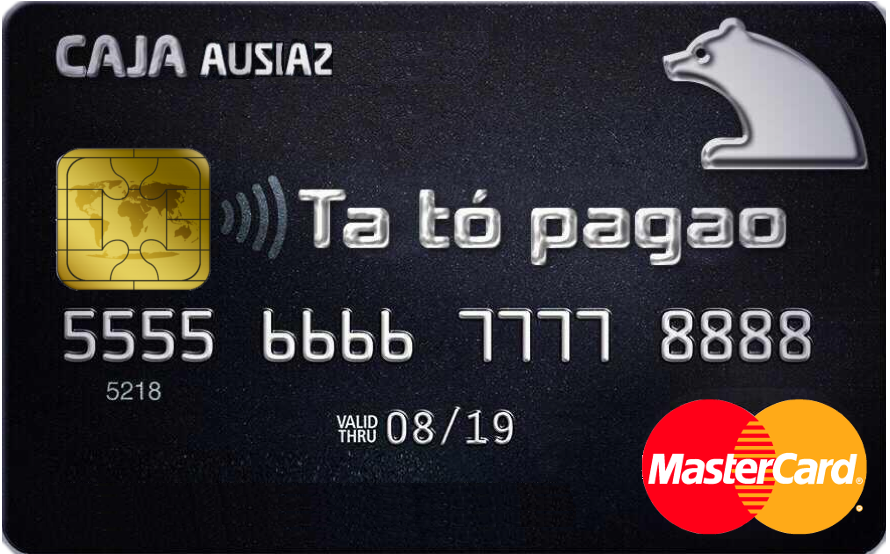 CAJA AUSIAZ
Ta tó pagao
5555 6666 7777 8888
5218
VALID THRU 08/19
MasterCard